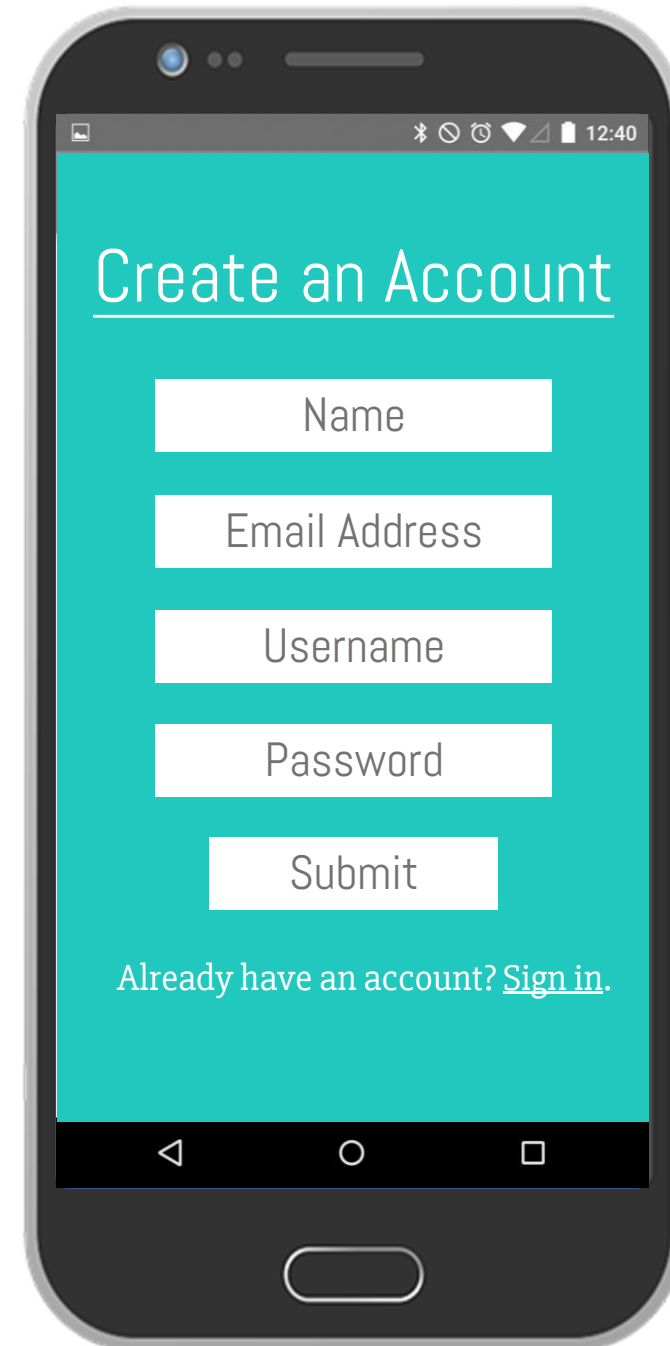 12:40
Create an Account
Name
Email Address
Username
Password
Submit
Already have an account? Sign in.